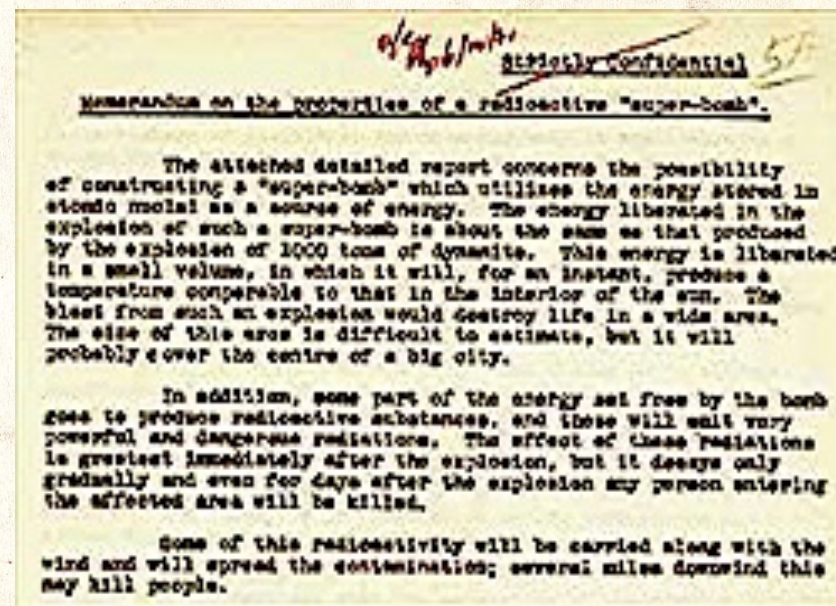 Strictly Confidential
Memorandum on the properties of a radioactive "super-bomb".
The attached detailed report concerns the possibility
of constructing a "super-bomb" which utilises the energy stored in
atomic nuclei as a source of energy. The energy liberated in the
explosion of such a super-bomb is about the same as that produced
by the explosion of 1000 tons of dynamite. This energy is liberated
in a small volume, in which it will, for an instant, produce a
temperature comparable to that in the interior of the sun. The
blast from such an explosion would destroy life in a wide area.
The size of this area is difficult to estimate, but it will
probably cover the centre of a big city.
In addition, some part of the energy set free by the bomb
goes to produce radioactive substances, and these will emit very
powerful and dangerous radiations. The effect of these radiations
is greatest immediately after the explosion, but it decays only
gradually and even for days after the explosion any person entering
the affected area will be killed.
Some of this radioactivity will be carried along with the
wind and will spread the contamination; several miles downwind this
may kill people.